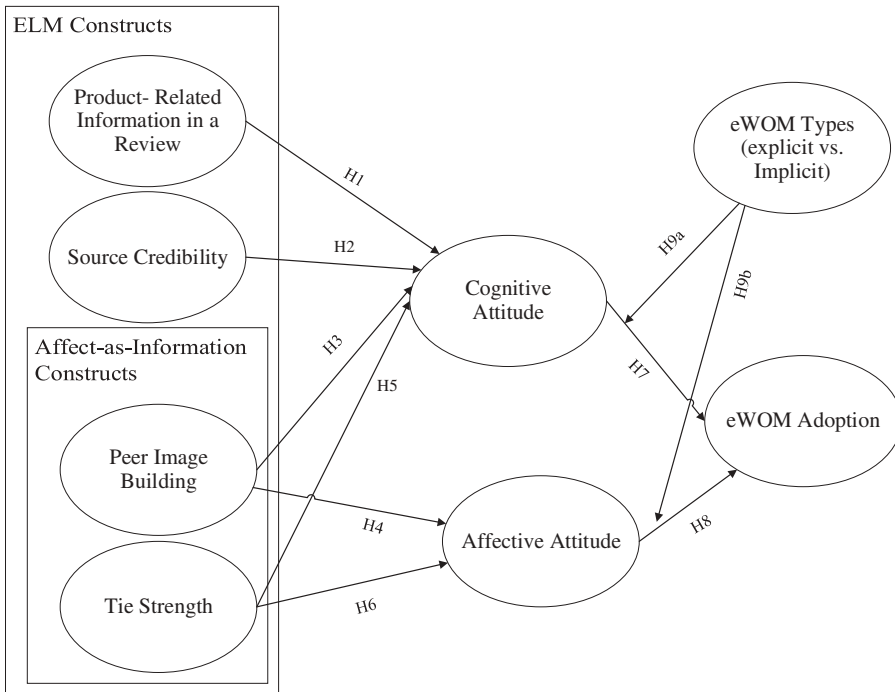 ELM Constructs
Product- Related
Information in a
Review
eWOM Types
(explicit vs.
Implicit)
H1
Source Credibility
H2
H9a
H9b
Cognitive
Attitude
Affect-as-Information
Constructs
H3
H5
H7
eWOM Adoption
Peer Image
Building
H4
Affective Attitude
H8
Tie Strength
H6